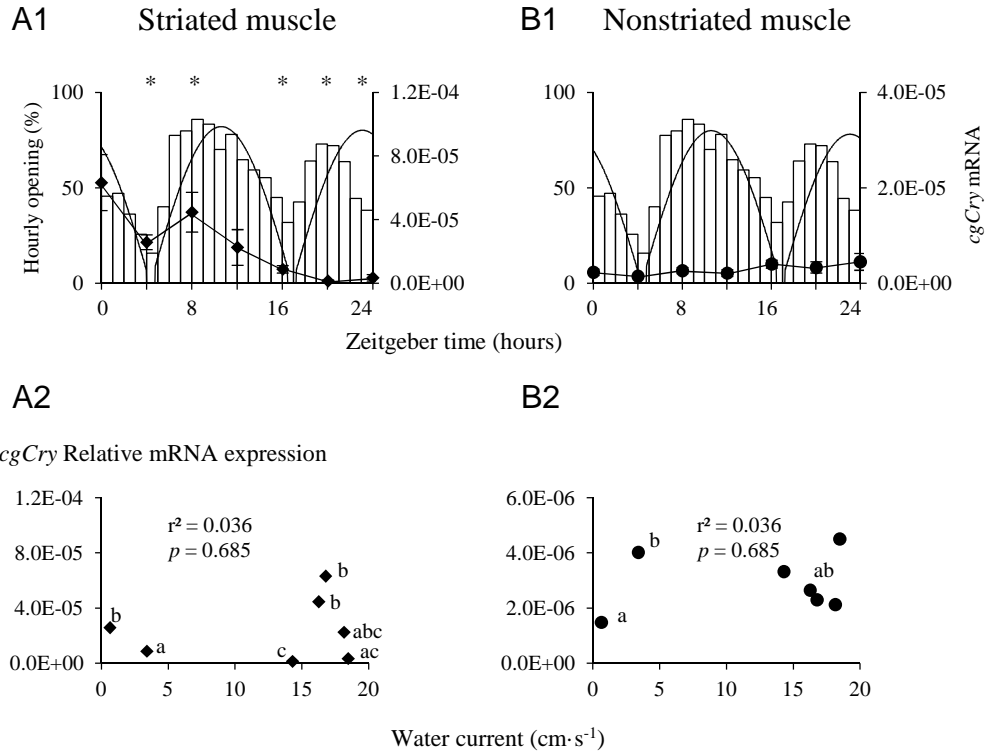 A1 Striated muscle B1 Nonstriated muscle
* * * * *
Hourly opening (%)
100 1.2E-04 100 4.0E-05
8.0E-05
50 50 2.0E-05
4.0E-05
0 0.0E+00 0 0.0E+00
cgCry mRNA
0 8 16 24 0 8 16 24
Zeitgeber time (hours)
A2 B2
cgCry Relative mRNA expression
1.2E-04 6.0E-06
r² = 0.036 r² = 0.036
p = 0.685 p = 0.685
8.0E-05 4.0E-06
b b
b ab
4.0E-05 2.0E-06
b abc a
a c ac
0.0E+00 0.0E+00
0 5 10 15 20 0 5 10 15 20
Water current (cm·s-1)